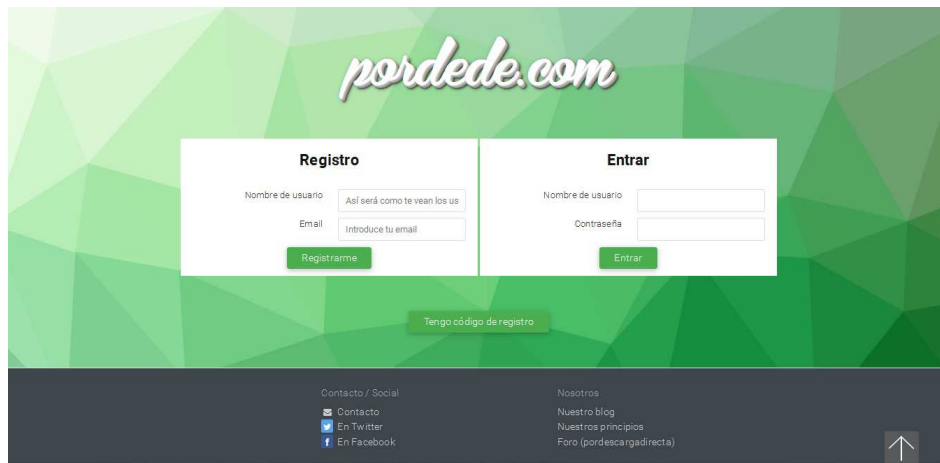 pordede.com
Registro
Nombre de usuario
Así será como te vean los us
Email
Introduce tu email
Registrarme
Entrar
Nombre de usuario
Contraseña
Entrar
Tengo código de registro
Contacto / Social
Contacto
En Twitter
En Facebook
Nosotros
Nuestro blog
Nuestros principios
Foro (pordescargadirecta)